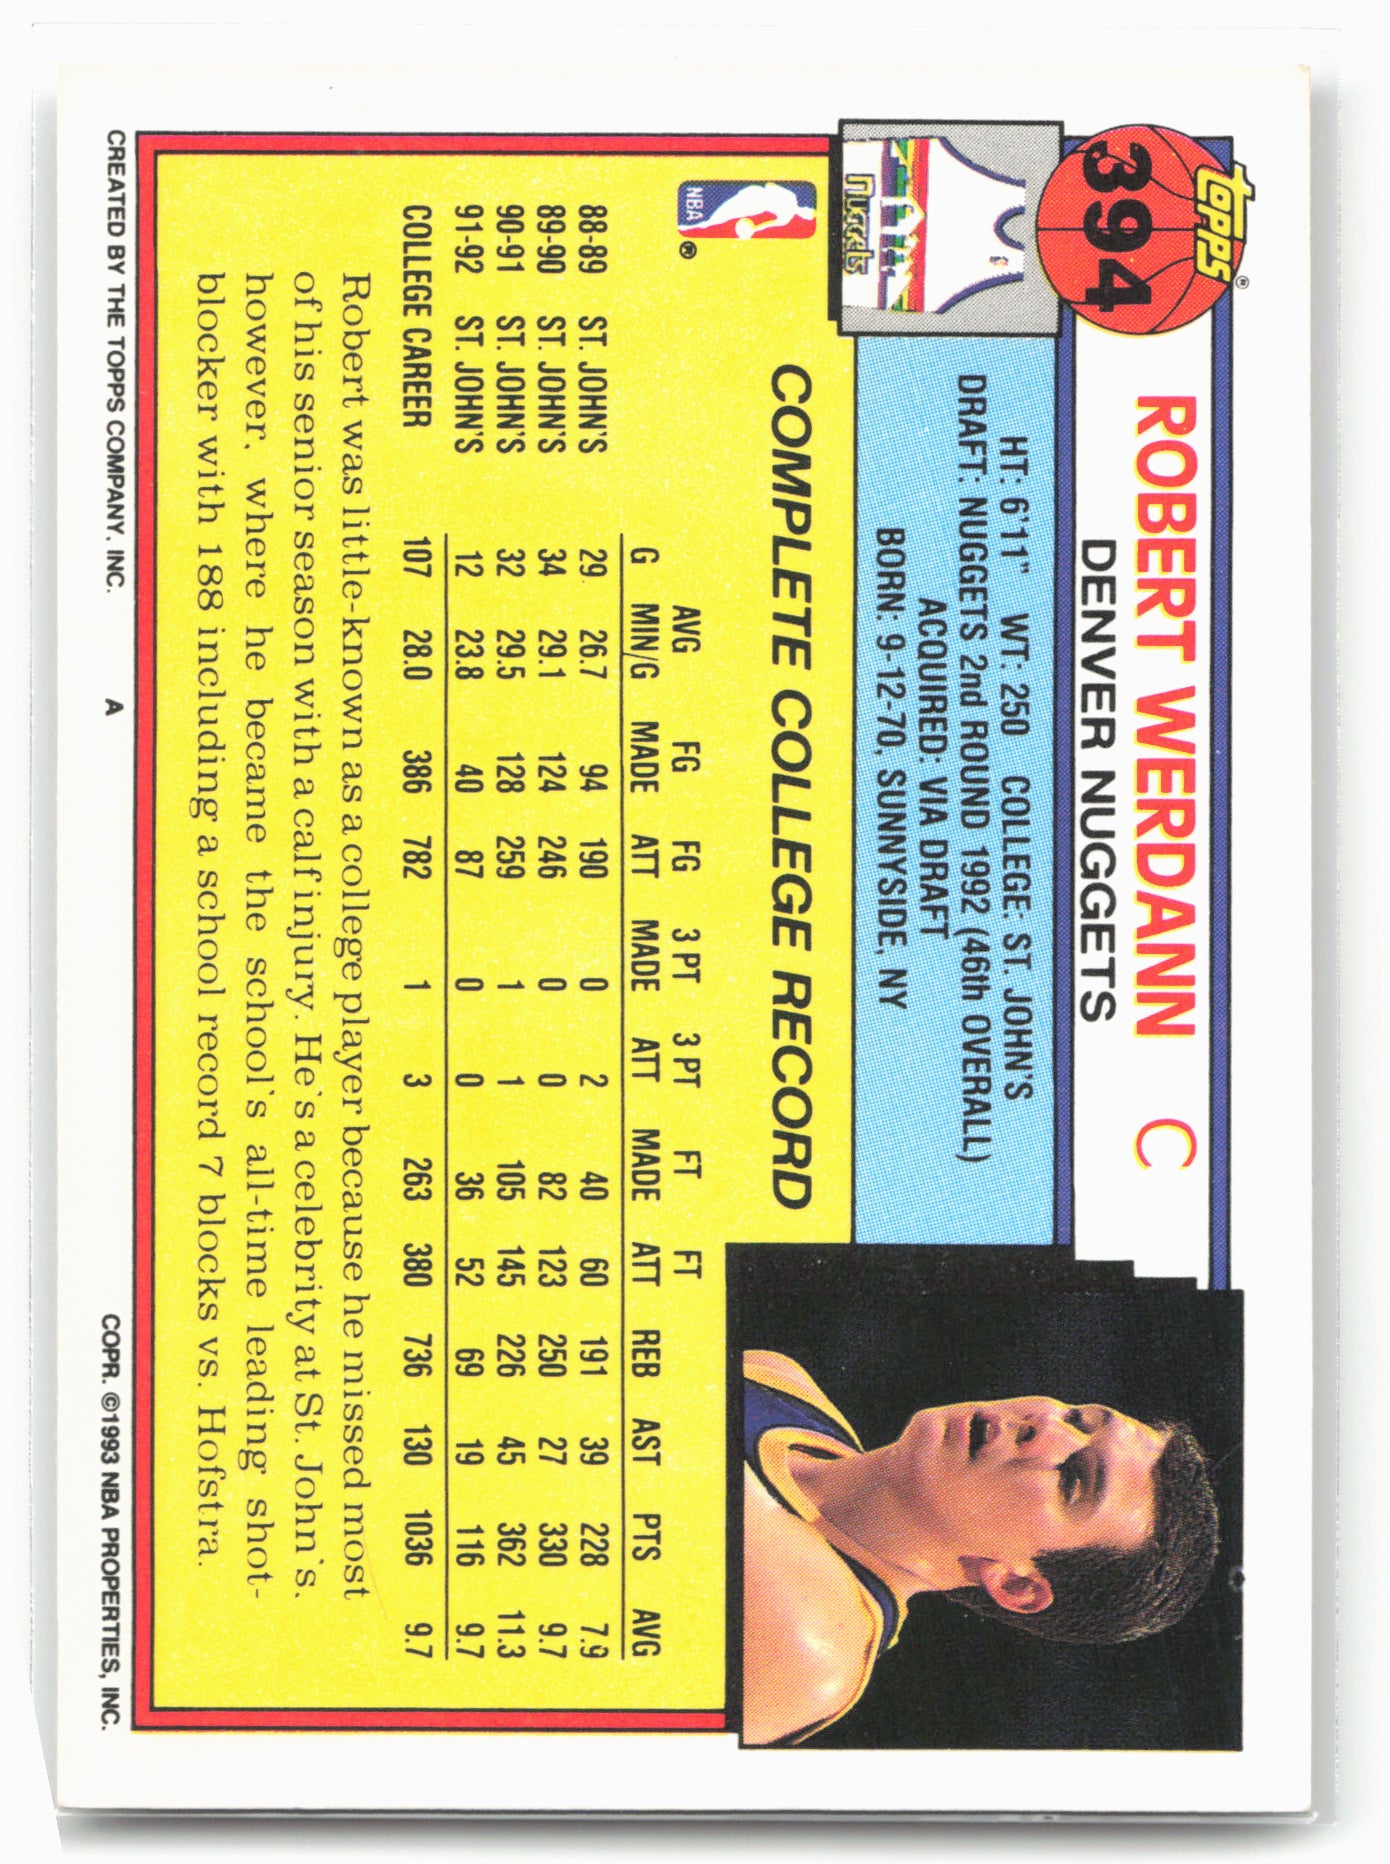 topps®
394
ROBERT WERDANN C
DENVER NUGGETS
nuggets
HT: 6'11" WT: 250 COLLEGE: ST. JOHN'S
DRAFT: NUGGETS 2nd ROUND 1992 (46th OVERALL)
ACQUIRED: VIA DRAFT
BORN: 9-12-70, SUNNYSIDE, NY
NBA ®
COMPLETE COLLEGE RECORD
AVG FG FG 3 PT 3 PT FT FT
G MIN/G MADE ATT MADE ATT MADE ATT REB AST PTS AVG
88-89 ST. JOHN'S 29 26.7 94 190 0 2 40 60 191 39 228 7.9
89-90 ST. JOHN'S 34 29.1 124 246 0 0 82 123 250 27 330 9.7
90-91 ST. JOHN'S 32 29.5 128 259 1 1 105 145 226 45 362 11.3
91-92 ST. JOHN'S 12 23.8 40 87 0 0 36 52 69 19 116 9.7
COLLEGE CAREER 107 28.0 386 782 1 3 263 380 736 130 1036 9.7
Robert was little-known as a college player because he missed most
of his senior season with a calf injury. He's a celebrity at St. John's,
however, where he became the school's all-time leading shot-
blocker with 188 including a school record 7 blocks vs. Hofstra.
CREATED BY THE TOPPS COMPANY, INC. A COPR. ©1993 NBA PROPERTIES, INC.